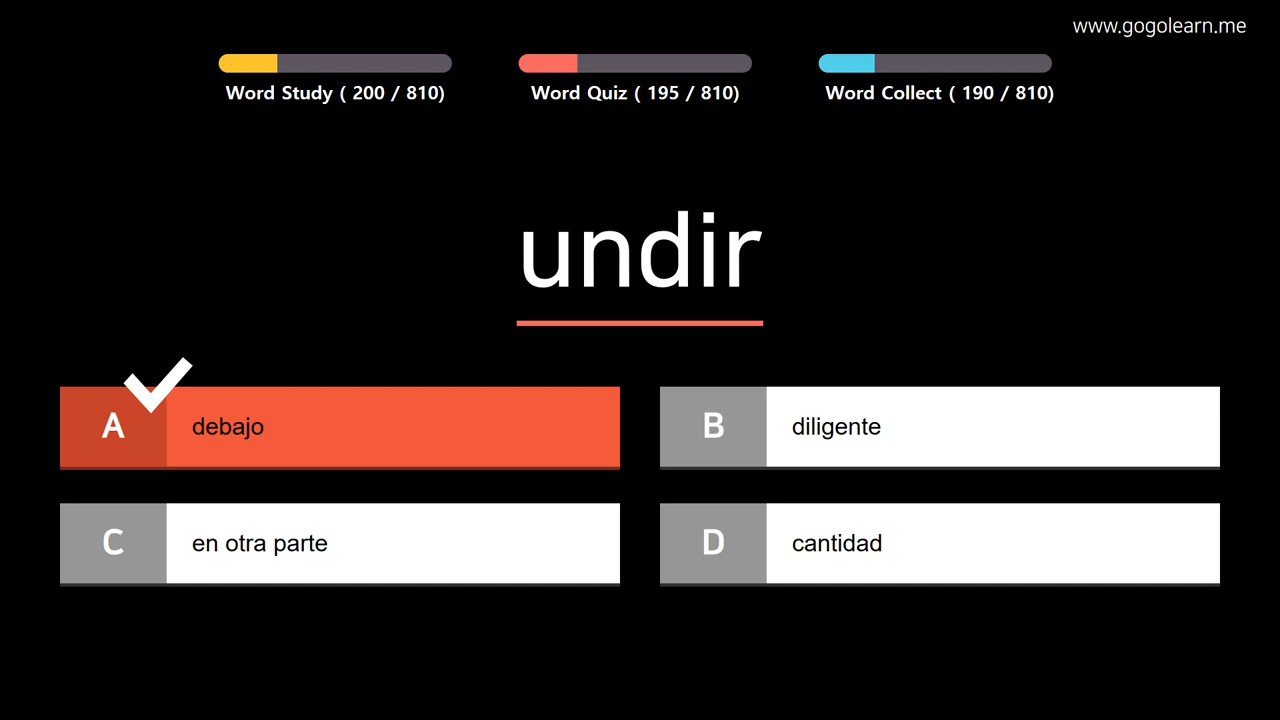 www.gogolearn.me
Word Study ( 200 / 810)
Word Quiz ( 195 / 810)
Word Collect ( 190 / 810)
undir
A debajo
B diligente
C en otra parte
D cantidad